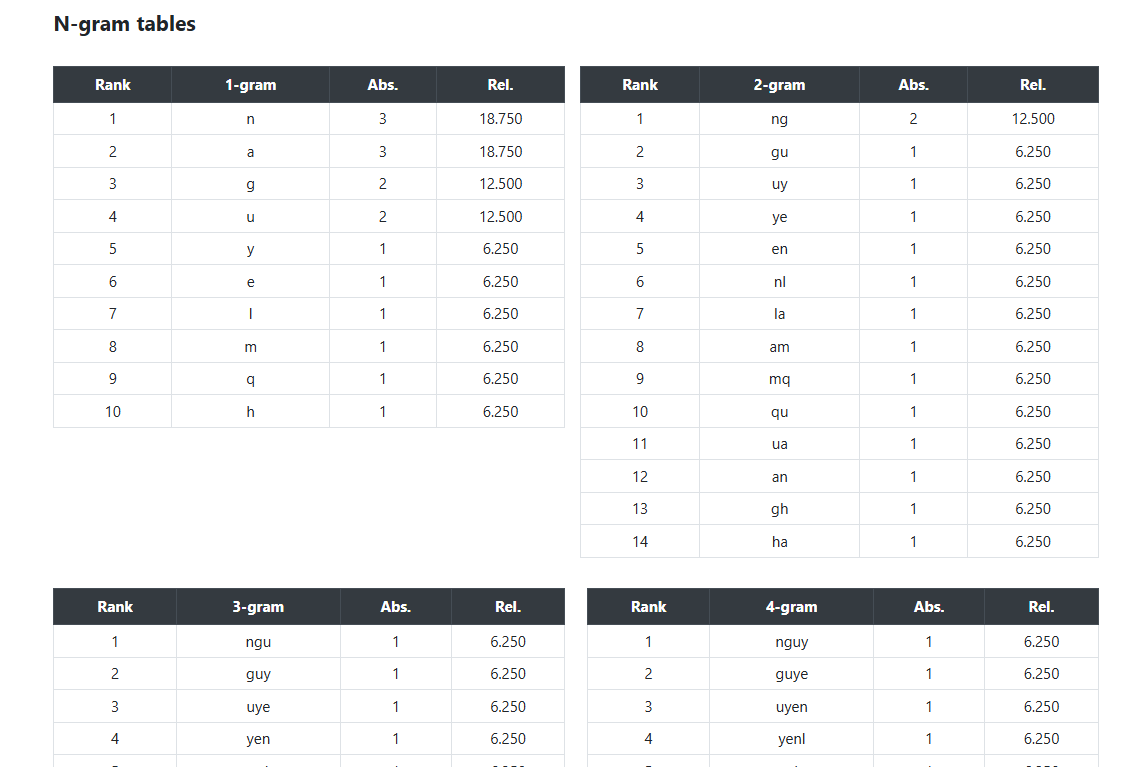 N-gram tables
Rank 1-gram Abs. Rel.
1 n 3 18.750
2 a 3 18.750
3 g 2 12.500
4 u 2 12.500
5 y 1 6.250
6 e 1 6.250
7 l 1 6.250
8 m 1 6.250
9 q 1 6.250
10 h 1 6.250
Rank 2-gram Abs. Rel.
1 ng 2 12.500
2 gu 1 6.250
3 uy 1 6.250
4 ye 1 6.250
5 en 1 6.250
6 nl 1 6.250
7 la 1 6.250
8 am 1 6.250
9 mq 1 6.250
10 qu 1 6.250
11 ua 1 6.250
12 an 1 6.250
13 gh 1 6.250
14 ha 1 6.250
Rank 3-gram Abs. Rel.
1 ngu 1 6.250
2 guy 1 6.250
3 uye 1 6.250
4 yen 1 6.250
Rank 4-gram Abs. Rel.
1 nguy 1 6.250
2 guye 1 6.250
3 uyen 1 6.250
4 yenl 1 6.250